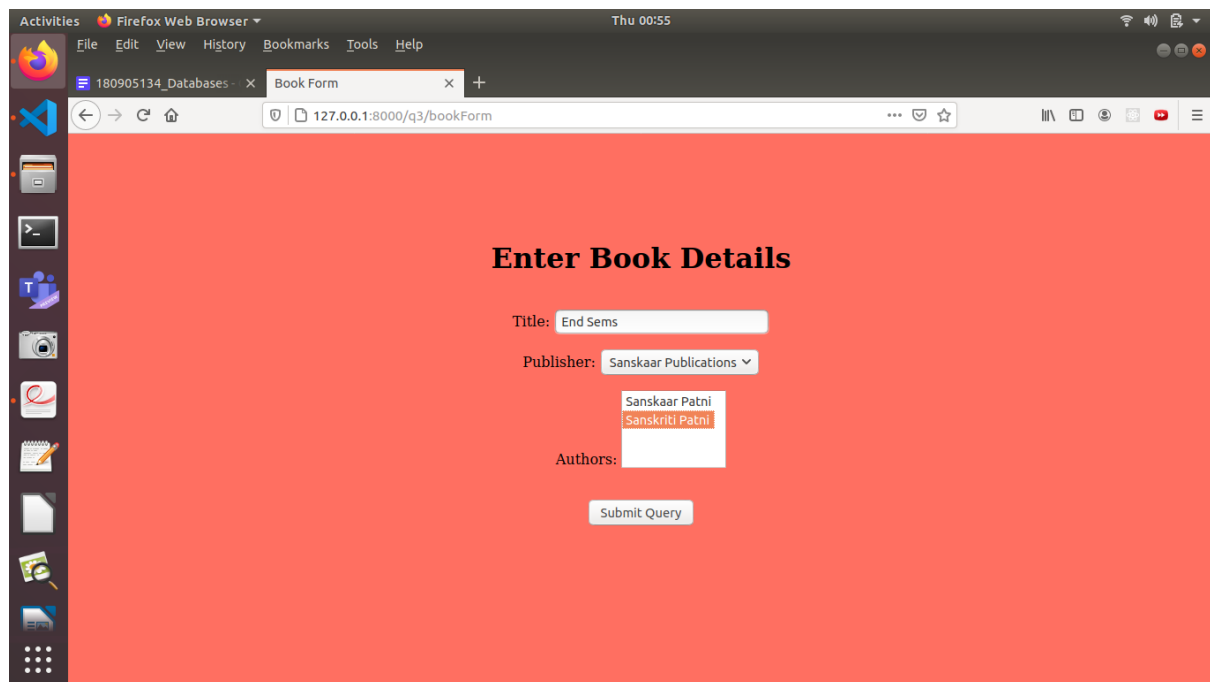 Activities Firefox Web Browser Thu 00:55
File Edit View History Bookmarks Tools Help
180905134_Databases - Book Form
127.0.0.1:8000/q3/bookForm
Enter Book Details
Title: End Sems
Publisher: Sanskaar Publications
Sanskaar Patni
Sanskriti Patni
Authors:
Submit Query